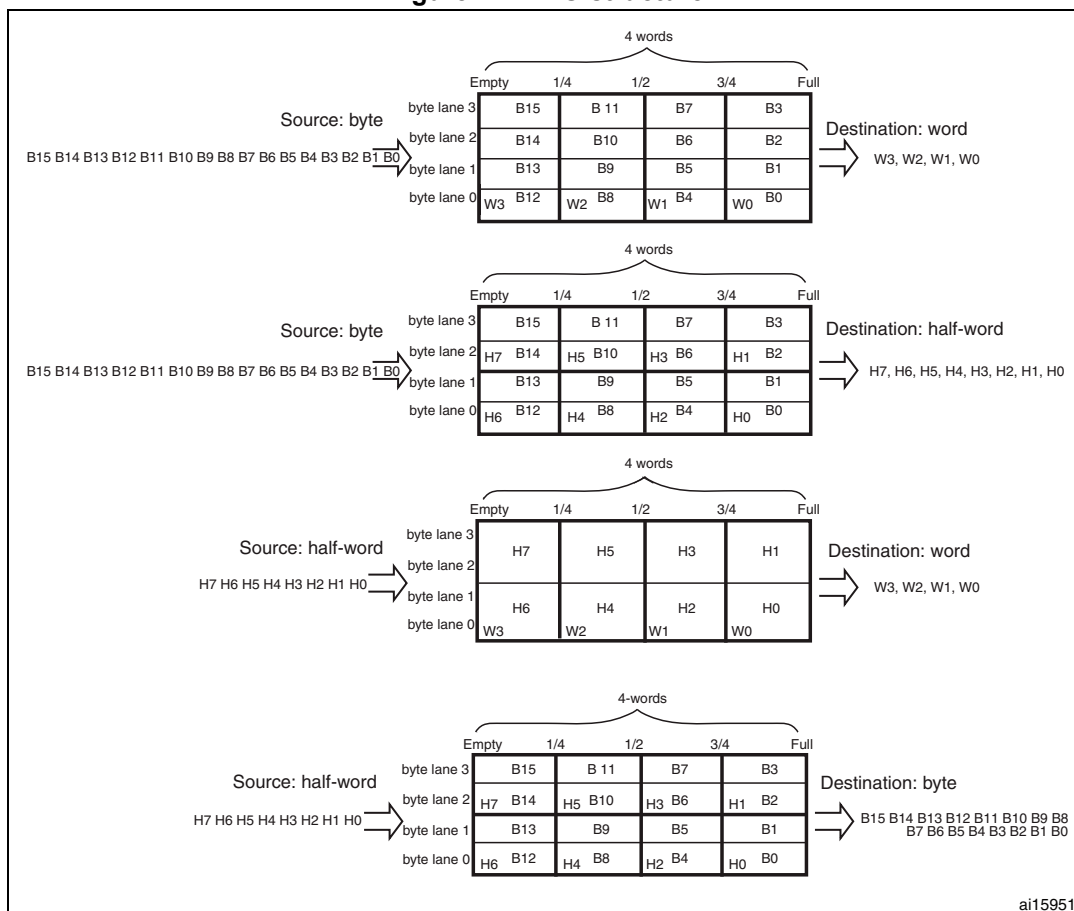 4 words
Empty 1/4 1/2 3/4 Full
Source: byte
B15 B14 B13 B12 B11 B10 B9 B8 B7 B6 B5 B4 B3 B2 B1 B0
byte lane 3 B15 B 11 B7 B3
byte lane 2 B14 B10 B6 B2
byte lane 1 B13 B9 B5 B1
byte lane 0 W3 B12 W2 B8 W1 B4 W0 B0
Destination: word
W3, W2, W1, W0
4 words
Empty 1/4 1/2 3/4 Full
Source: byte
B15 B14 B13 B12 B11 B10 B9 B8 B7 B6 B5 B4 B3 B2 B1 B0
byte lane 3 B15 B 11 B7 B3
byte lane 2 H7 B14 H5 B10 H3 B6 H1 B2
byte lane 1 B13 B9 B5 B1
byte lane 0 H6 B12 H4 B8 H2 B4 H0 B0
Destination: half-word
H7, H6, H5, H4, H3, H2, H1, H0
4 words
Empty 1/4 1/2 3/4 Full
Source: half-word
H7 H6 H5 H4 H3 H2 H1 H0
byte lane 3
H7 H5 H3 H1
byte lane 2
byte lane 1
H6 H4 H2 H0
byte lane 0 W3 W2 W1 W0
Destination: word
W3, W2, W1, W0
4-words
Empty 1/4 1/2 3/4 Full
Source: half-word
H7 H6 H5 H4 H3 H2 H1 H0
byte lane 3 B15 B 11 B7 B3
byte lane 2 H7 B14 H5 B10 H3 B6 H1 B2
byte lane 1 B13 B9 B5 B1
byte lane 0 H6 B12 H4 B8 H2 B4 H0 B0
Destination: byte
B15 B14 B13 B12 B11 B10 B9 B8
B7 B6 B5 B4 B3 B2 B1 B0
ai15951